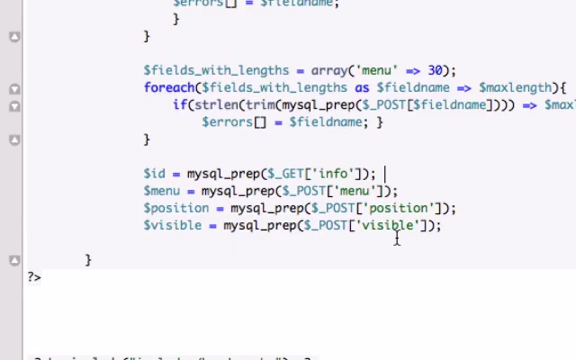 $errors[] = $fieldname;
}
}
$fields_with_lengths = array('menu' => 30);
foreach($fields_with_lengths as $fieldname => $maxlength){
if(strlen(trim(mysql_prep($_POST[$fieldname]))) => $max
$errors[] = $fieldname; }
}
$id = mysql_prep($_GET['info']);
$menu = mysql_prep($_POST['menu']);
$position = mysql_prep($_POST['position']);
$visible = mysql_prep($_POST['visible']);
}
?>